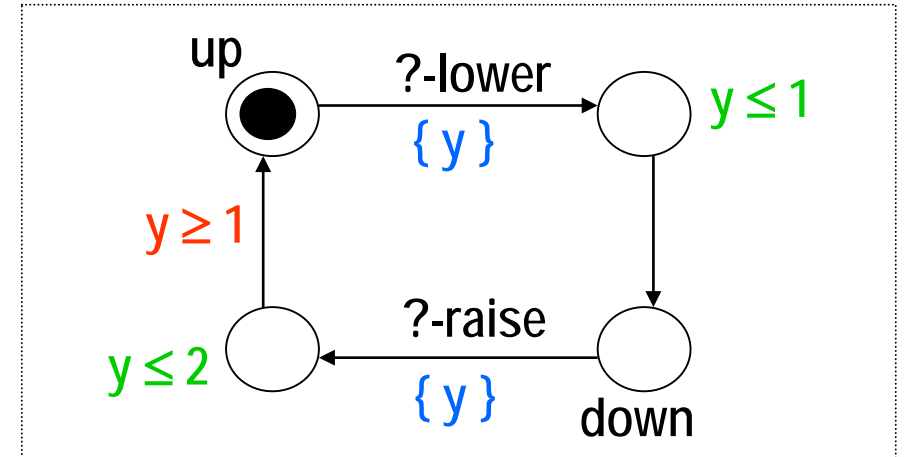 up
?-lower
{ y }
y ≤ 1
y ≥ 1
?-raise
{ y }
y ≤ 2
down